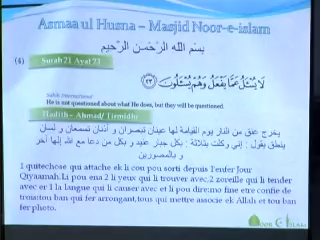 Asmaa ul Husna – Masjid Noor-e-islam
بِسْمِ اللهِ الرَّحْمَنِ الرَّحِيمِ
(4) Surah 21 Ayat 23
لَا يُسْئَلُ عَمَّا يَفْعَلُ وَهُمْ يُسْئَلُونَ ﴿٢٣﴾
Sahih International
He is not questioned about what He does, but they will be questioned.
Hadith – Ahmad/ Tirmidhi
يخرج عنق من النار يوم القيامة لها عينان تبصران و أذنان تسمعان و لسان
ينطق يقول : إني وكلت بثلاثة : بكل جبار عنيد و بكل من دعا مع الله إلها آخر
و بالمصورين
1 quitechose qui attache ek li cou pou sorti depuis l'enfer jour
Qiyaamah.Li pou ena 2 li yeux qui li trouver avec,2 zoreille qui li tender
avec er 1 la langue qui li causer avec et li pou dire:mo fine etre confie de
trois:tou ban qui fer arrongant,tous qui mettre associe ek Allah et tou ban
fer photo.